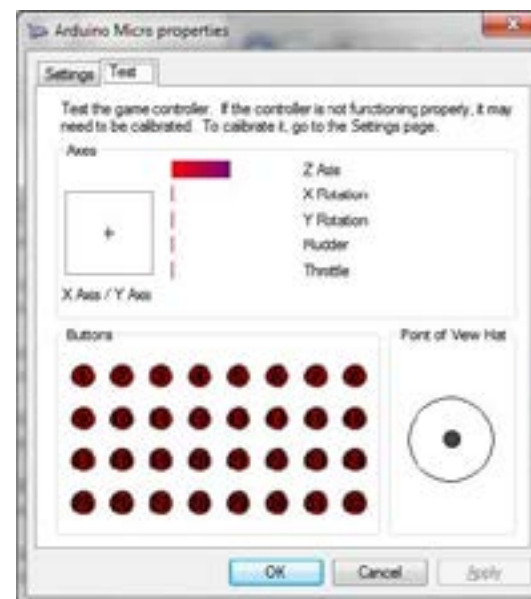 Arduino Micro properties
Settings Test
Test the game controller. If the controller is not functioning properly, it may
need to be calibrated. To calibrate it, go to the Settings page.
Axes
Z Axis
X Rotation
Y Rotation
Rudder
Throttle
X Axis / Y Axis
Buttons
Point of View Hat
OK Cancel Apply